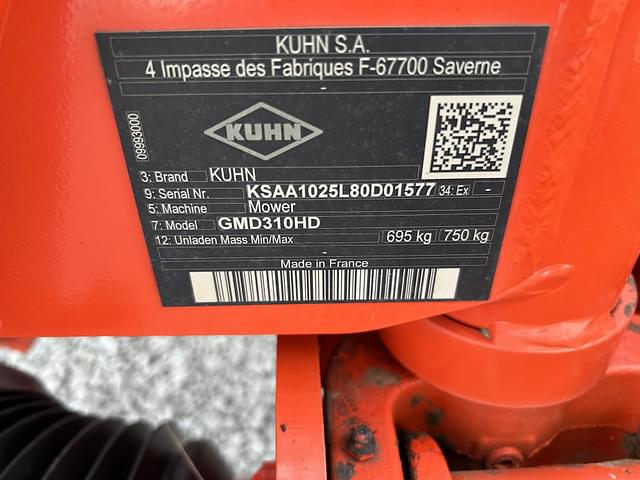 KUHN S.A.
4 Impasse des Fabriques F-67700 Saverne
-
09993000
KUHN
3: Brand KUHN
9: Serial Nr. KSAA1025L80D01577 34: Ex -
5: Machine Mower
7: Model GMD310HD
12: Unladen Mass Min/Max 695 kg 750 kg
-
Made in France